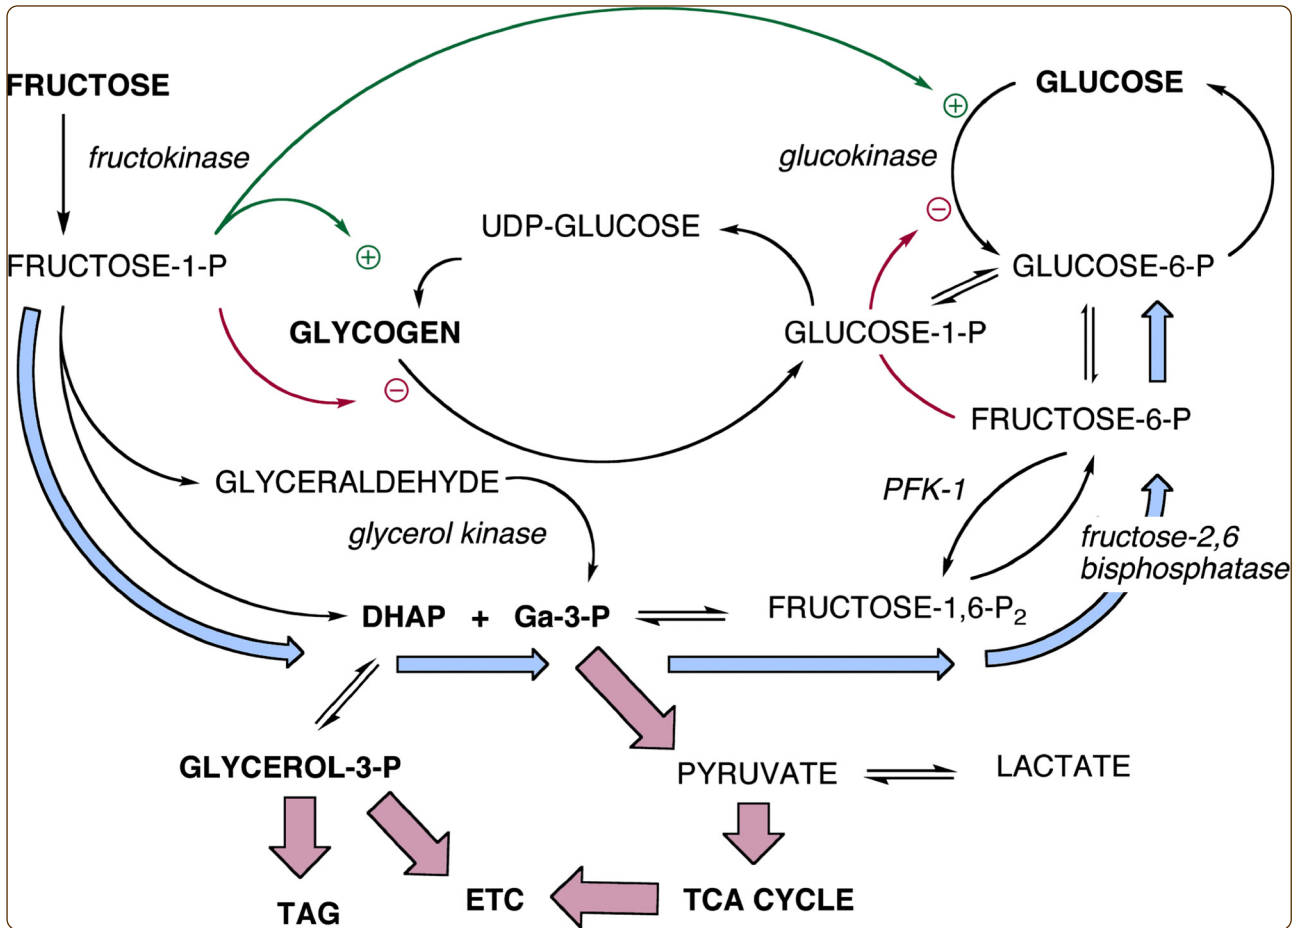 FRUCTOSE
GLUCOSE
fructokinase
glucokinase
UDP-GLUCOSE
FRUCTOSE-1-P
GLUCOSE-6-P
GLYCOGEN
GLUCOSE-1-P
FRUCTOSE-6-P
GLYCERALDEHYDE
PFK-1
glycerol kinase
fructose-2,6
bisphosphatase
DHAP + Ga-3-P
FRUCTOSE-1,6-P₂
GLYCEROL-3-P
PYRUVATE
LACTATE
TAG
ETC
TCA CYCLE